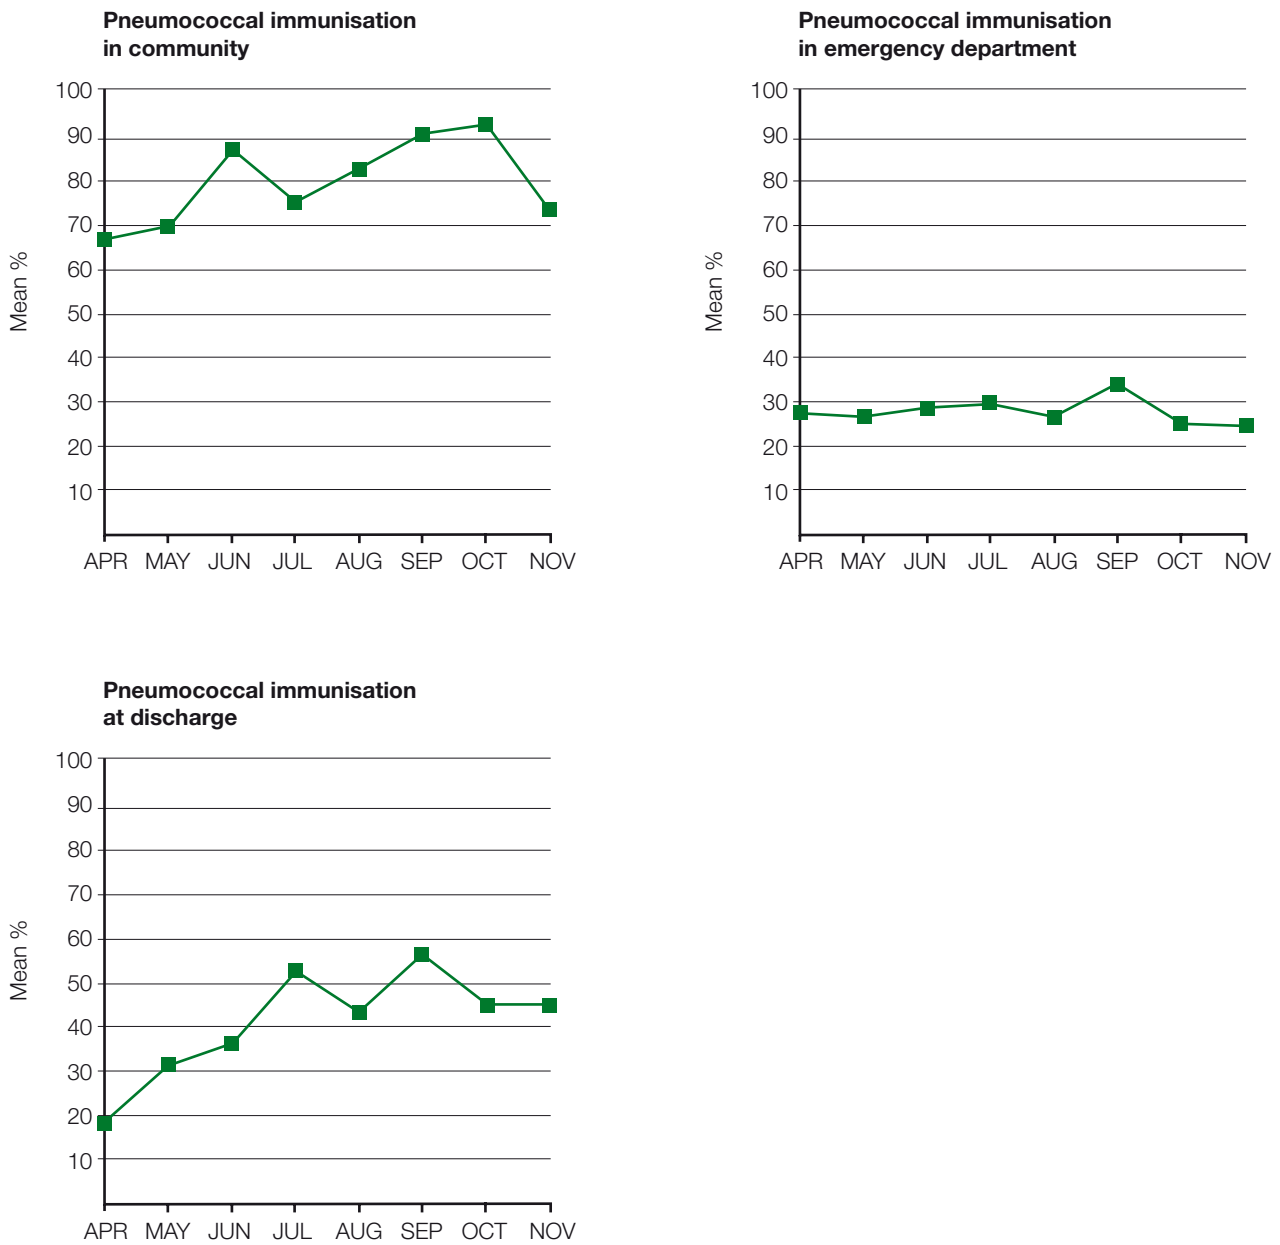 Pneumococcal immunisation
in community
Mean %
100
90
80
70
60
50
40
30
20
10
APR MAY JUN JUL AUG SEP OCT NOV
Pneumococcal immunisation
in emergency department
Mean %
100
90
80
70
60
50
40
30
20
10
APR MAY JUN JUL AUG SEP OCT NOV
Pneumococcal immunisation
at discharge
Mean %
100
90
80
70
60
50
40
30
20
10
APR MAY JUN JUL AUG SEP OCT NOV